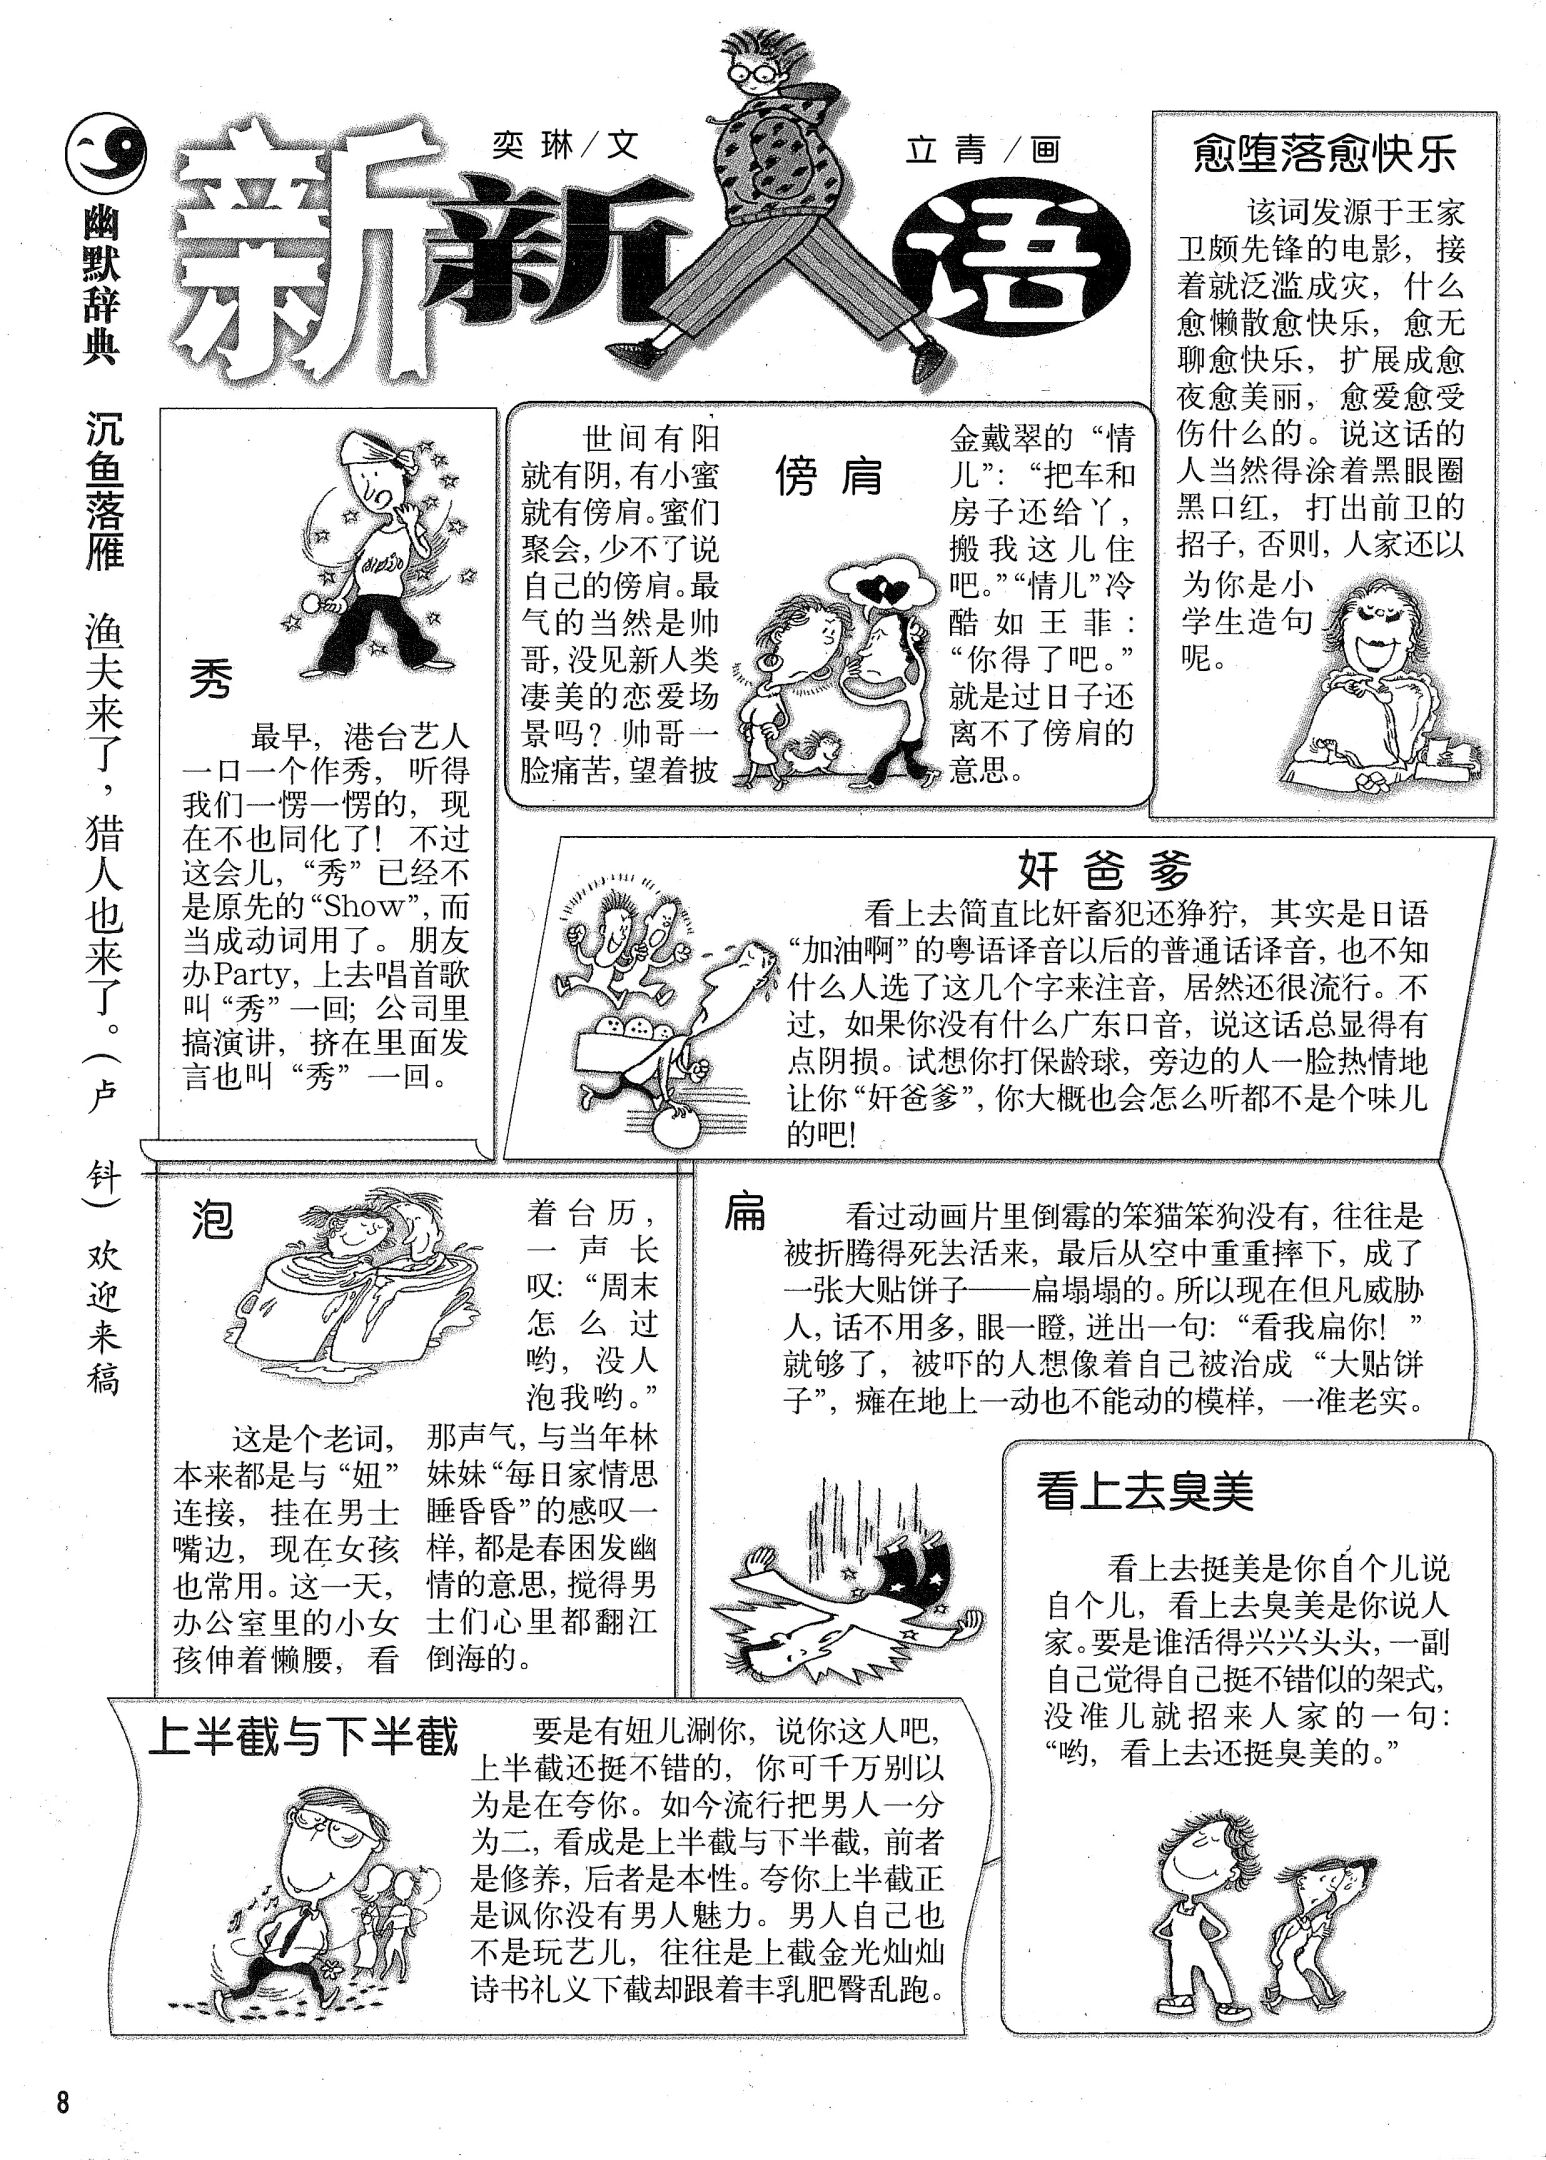 幽默辞典
沉鱼落雁 渔夫来了，猎人也来了。（卢 钭） 欢迎来稿
新新人语
奕琳/文
立青/画
愈堕落愈快乐
该词发源于王家
卫颇先锋的电影，接
着就泛滥成灾，什么
愈懒散愈快乐，愈无
聊愈快乐，扩展成愈
夜愈美丽，愈爱愈受
伤什么的。说这话的
人当然得涂着黑眼圈
黑口红，打出前卫的
招子，否则，人家还以
为你是小
学生造句
呢。
傍肩
世间有阳
就有阴，有小蜜
就有傍肩。蜜们
聚会，少不了说
自己的傍肩。最
气的当然是帅
哥，没见新人类
凄美的恋爱场
景吗？帅哥一
脸痛苦，望着披
金戴翠的“情
儿”：“把车和
房子还给丫，
搬我这儿住
吧。”“情儿”冷
酷如王菲：
“你得了吧。”
就是过日子还
离不了傍肩的
意思。
秀
最早，港台艺人
一口一个作秀，听得
我们一愣一愣的，现
在不也同化了！不过
这会儿，“秀”已经不
是原先的“Show”，而
当成动词用了。朋友
办Party，上去唱首歌
叫“秀”一回；公司里
搞演讲，挤在里面发
言也叫“秀”一回。
奸爸爹
看上去简直比奸畜犯还狰狞，其实是日语
“加油啊”的粤语译音以后的普通话译音，也不知
什么人选了这几个字来注音，居然还很流行。不
过，如果你没有什么广东口音，说这话总显得有
点阴损。试想你打保龄球，旁边的人一脸热情地
让你“奸爸爹”，你大概也会怎么听都不是个味儿
的吧！
泡
这是个老词，
本来都是与“妞”
连接，挂在男士
嘴边，现在女孩
也常用。这一天，
办公室里的小女
孩伸着懒腰，看
着台历，
一声长
叹：“周末
怎么过
哟，没人
泡我哟。”
那声气，与当年林
妹妹“每日家情思
睡昏昏”的感叹一
样，都是春困发幽
情的意思，搅得男
士们心里都翻江
倒海的。
扁
看过动画片里倒霉的笨猫笨狗没有，往往是
被折腾得死去活来，最后从空中重重摔下，成了
一张大贴饼子——扁塌塌的。所以现在但凡威胁
人，话不用多，眼一瞪，迸出一句：“看我扁你！”
就够了，被吓的人想像着自己被治成“大贴饼
子”，瘫在地上一动也不能动的模样，一准老实。
看上去臭美
看上去挺美是你自个儿说
自个儿，看上去臭美是你说人
家。要是谁活得兴兴头头，一副
自己觉得自己挺不错似的架式，
没准儿就招来人家的一句：
“哟，看上去还挺臭美的。”
上半截与下半截
要是有妞儿涮你，说你这人吧，
上半截还挺不错的，你可千万别以
为是在夸你。如今流行把男人一分
为二，看成是上半截与下半截，前者
是修养，后者是本性。夸你上半截正
是讽你没有男人魅力。男人自己也
不是玩艺儿，往往是上截金光灿灿
诗书礼义下截却跟着丰乳肥臀乱跑。
8